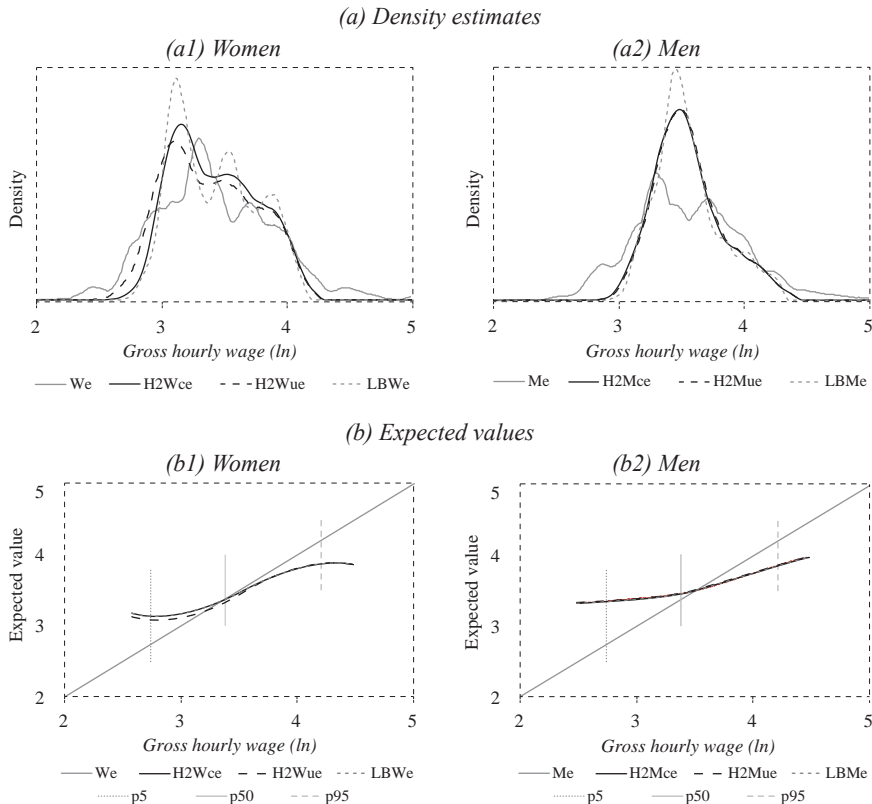 (a) Density estimates
(a1) Women
(a2) Men
Density
2 3 4 5
Gross hourly wage (ln)
We H2Wce H2Wue LBWe
Density
2 3 4 5
Gross hourly wage (ln)
Me H2Mce H2Mue LBMe
(b) Expected values
(b1) Women
(b2) Men
Expected value
5
4
3
2
2 3 4 5
Gross hourly wage (ln)
We H2Wce H2Wue LBWe
p5 p50 p95
Expected value
5
4
3
2
2 3 4 5
Gross hourly wage (ln)
Me H2Mce H2Mue LBMe
p5 p50 p95